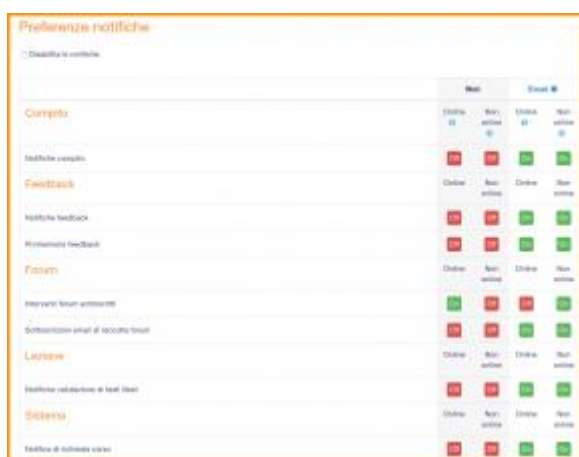 Preferenze notifiche
Disabilita le notifiche
Web Email
Compito Online Non online Online Non online
Notifiche compito Off Off On On
Feedback Online Non online Online Non online
Notifiche feedback Off Off On On
Promemoria feedback Off Off On On
Forum Online Non online Online Non online
Interventi forum sottoscritti On Off Off On
Sottoscrizioni email di raccolta forum Off Off On On
Lezione Online Non online Online Non online
Notifiche valutazione di testi liberi Off Off On On
Sistema Online Non online Online Non online
Notifica di richiesta corso Off Off On On